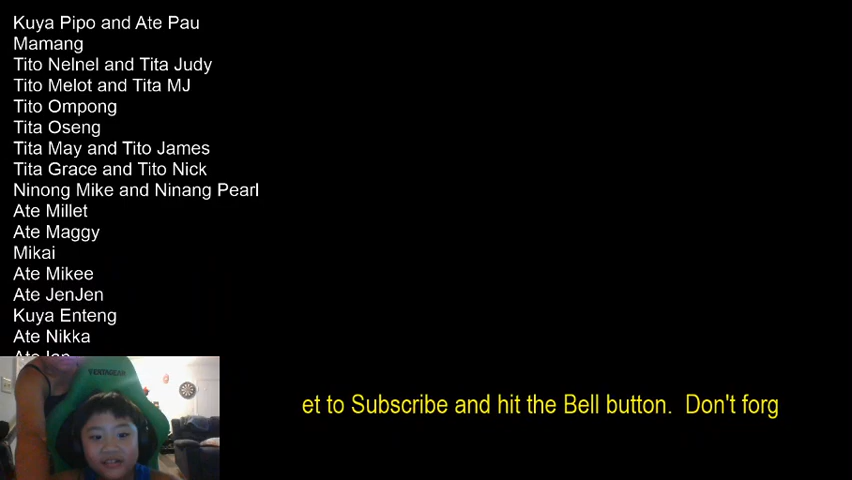 Kuya Pipo and Ate Pau
Mamang
Tito Nelnel and Tita Judy
Tito Melot and Tita MJ
Tito Ompong
Tita Oseng
Tita May and Tito James
Tita Grace and Tito Nick
Ninong Mike and Ninang Pearl
Ate Millet
Ate Maggy
Mikai
Ate Mikee
Ate JenJen
Kuya Enteng
Ate Nikka
et to Subscribe and hit the Bell button.  Don't forg